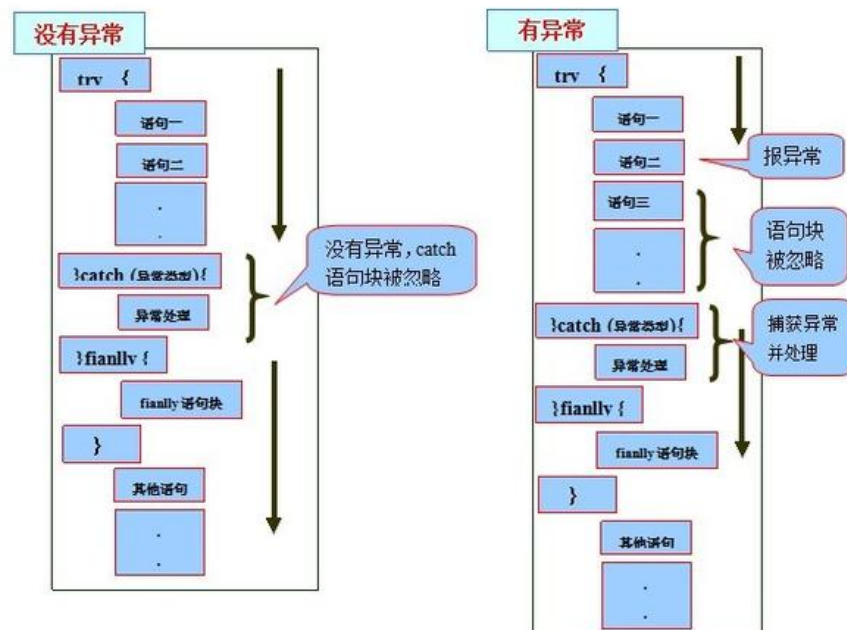 没有异常
try {
语句一
语句二
.
.
}catch (异常类型){
异常处理
}fianlly {
fianlly 语句块
}
其他语句
.
.
没有异常，catch
语句块被忽略
有异常
try {
语句一
语句二
语句三
.
.
}catch (异常类型){
异常处理
}fianlly {
fianlly 语句块
}
其他语句
.
.
报异常
语句块
被忽略
捕获异常
并处理